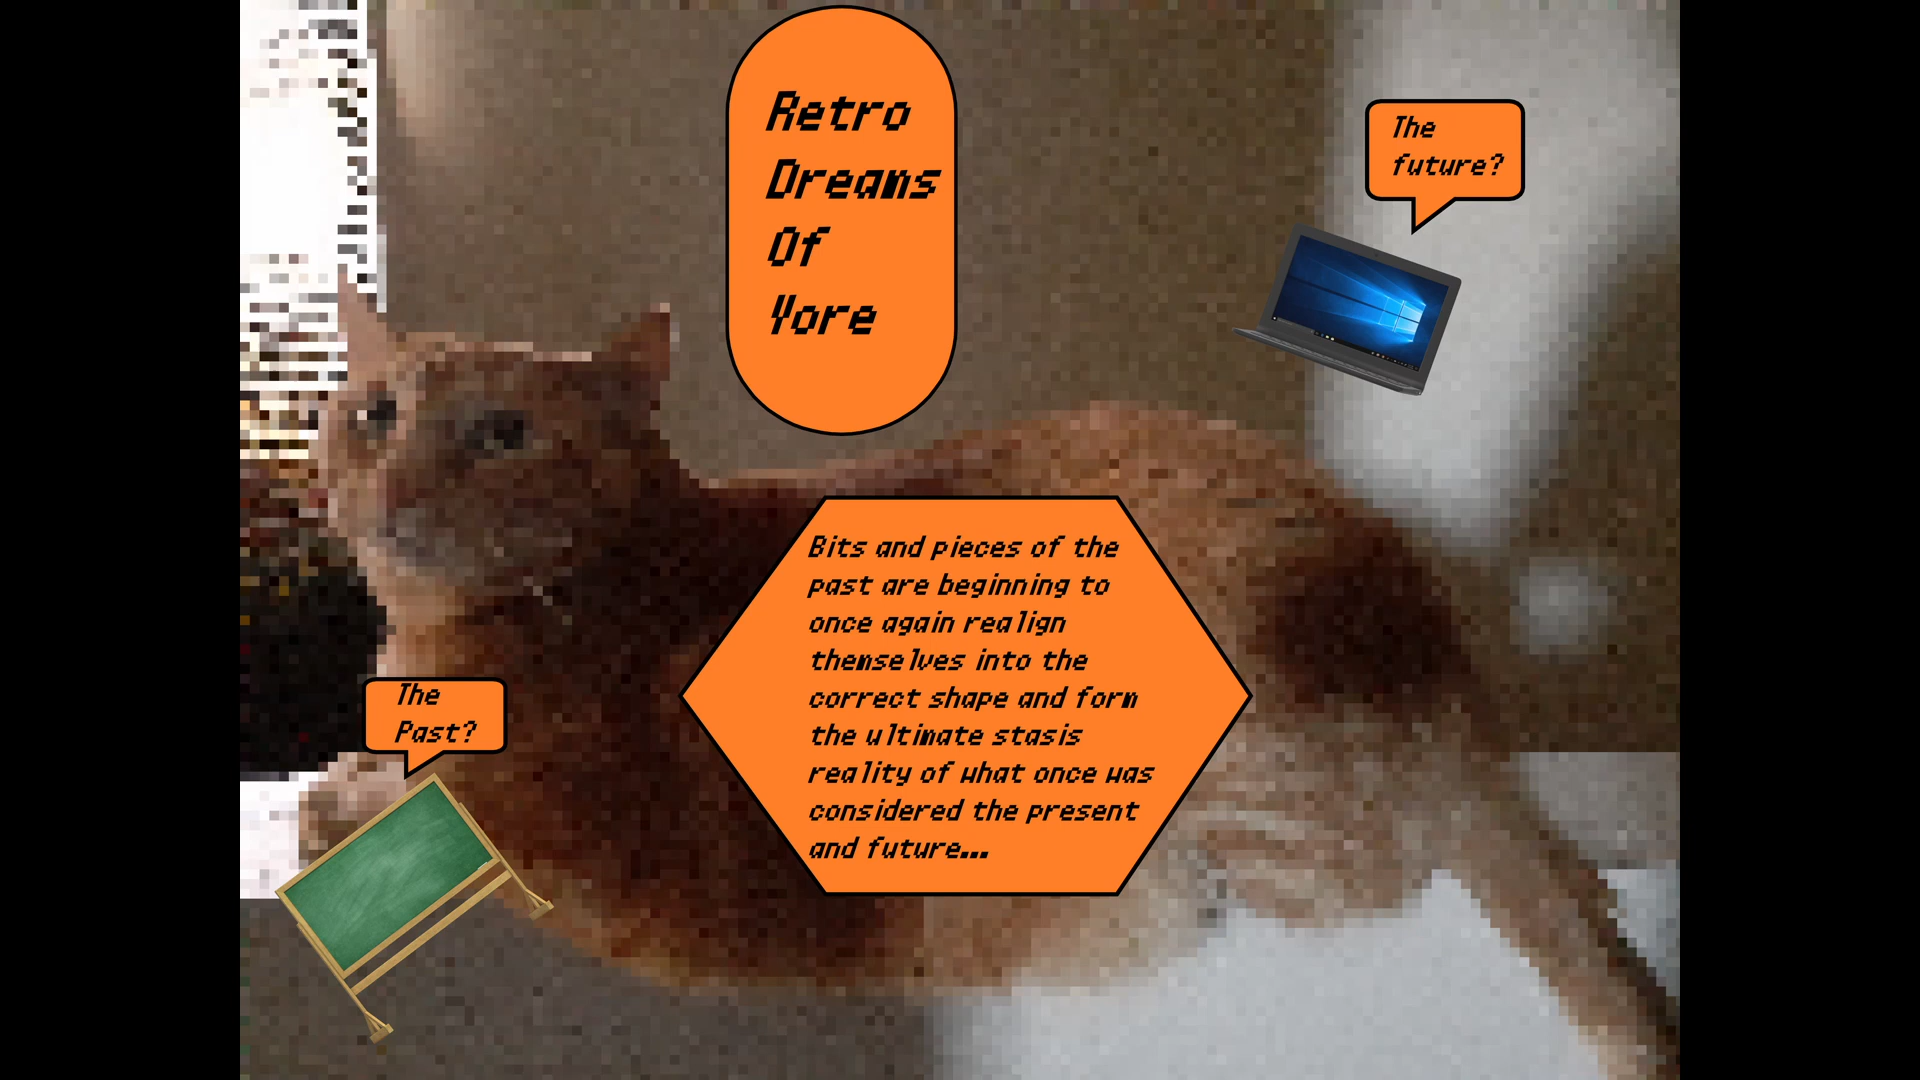 Retro
Dreams
Of
Yore
The
future?
Bits and pieces of the
past are beginning to
once again realign
themselves into the
correct shape and form
the ultimate stasis
reality of what once was
considered the present
and future...
The
Past?